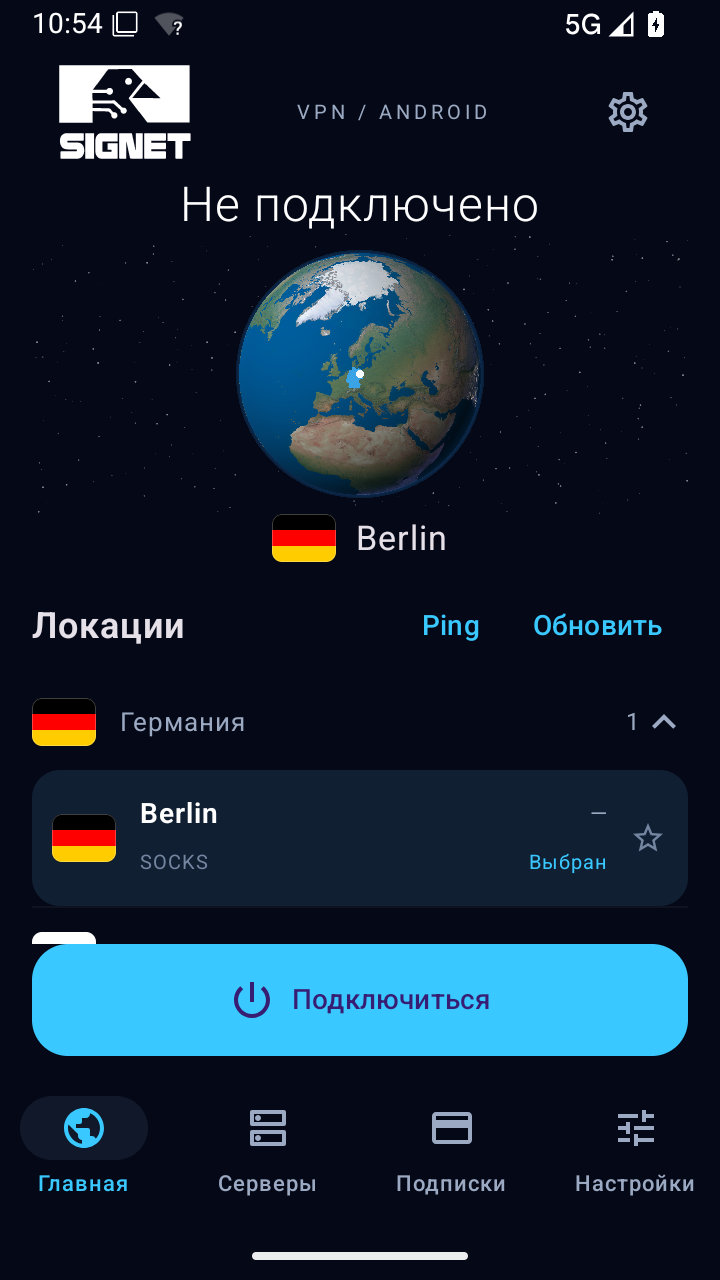 10:54
5G
SIGNET
VPN / ANDROID
Не подключено
Berlin
Локации
Ping
Обновить
Германия
1
Berlin
–
SOCKS
Выбран
Подключиться
Главная
Серверы
Подписки
Настройки